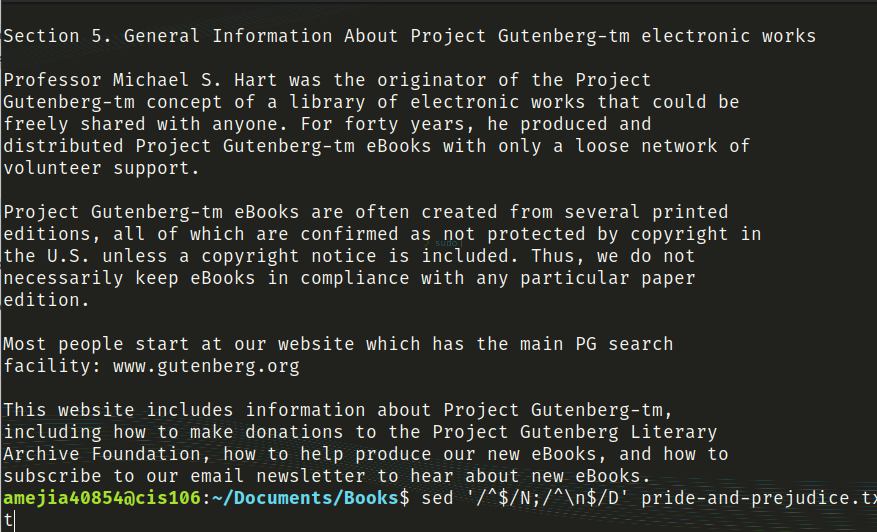 Section 5. General Information About Project Gutenberg-tm electronic works
Professor Michael S. Hart was the originator of the Project
Gutenberg-tm concept of a library of electronic works that could be
freely shared with anyone. For forty years, he produced and
distributed Project Gutenberg-tm eBooks with only a loose network of
volunteer support.
Project Gutenberg-tm eBooks are often created from several printed
editions, all of which are confirmed as not protected by copyright in
the U.S. unless a copyright notice is included. Thus, we do not
necessarily keep eBooks in compliance with any particular paper
edition.
Most people start at our website which has the main PG search
facility: www.gutenberg.org
This website includes information about Project Gutenberg-tm,
including how to make donations to the Project Gutenberg Literary
Archive Foundation, how to help produce our new eBooks, and how to
subscribe to our email newsletter to hear about new eBooks.
amejia40854@cis106:~/Documents/Books$ sed '/^$/N;/^\n$/D' pride-and-prejudice.tx
t